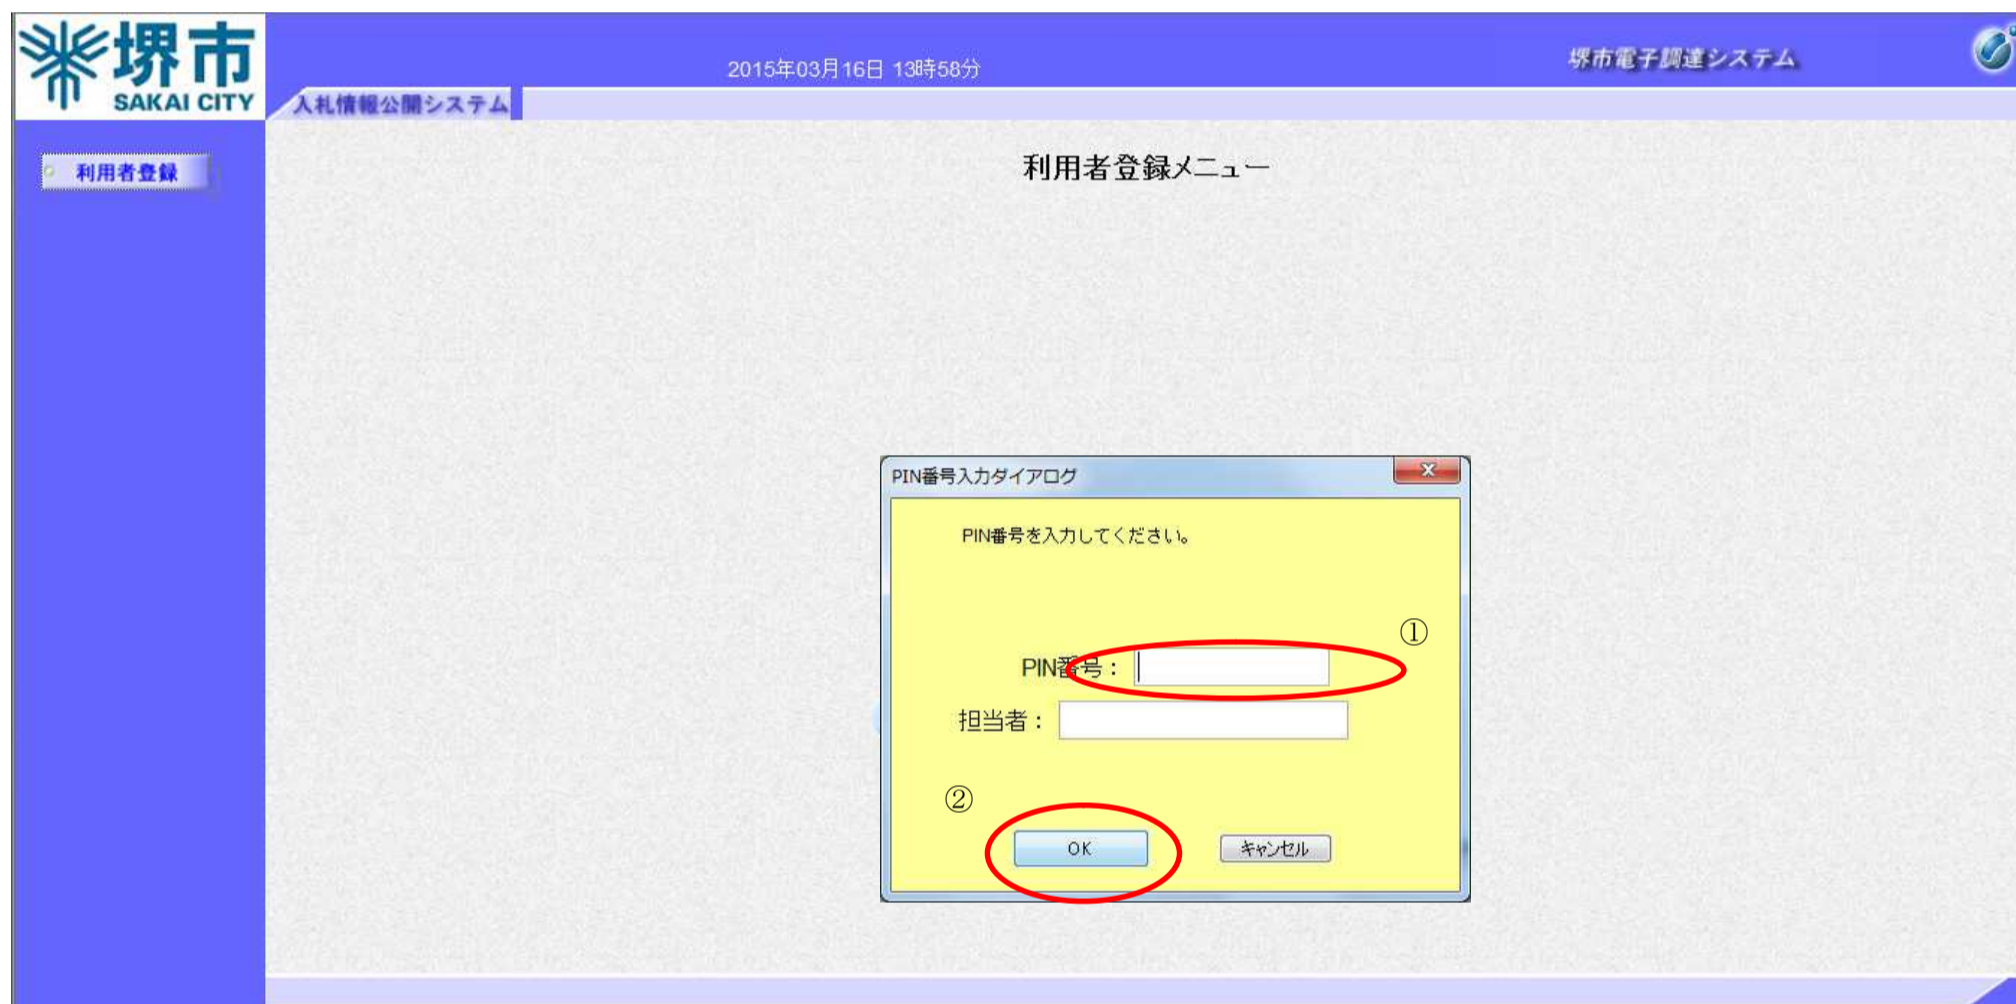 堺市
SAKAI CITY
2015年03月16日 13時58分
堺市電子調達システム
入札情報公開システム
利用者登録
利用者登録メニュー
PIN番号入力ダイアログ
PIN番号を入力してください。
①
PIN番号：
担当者：
②
OK
キャンセル